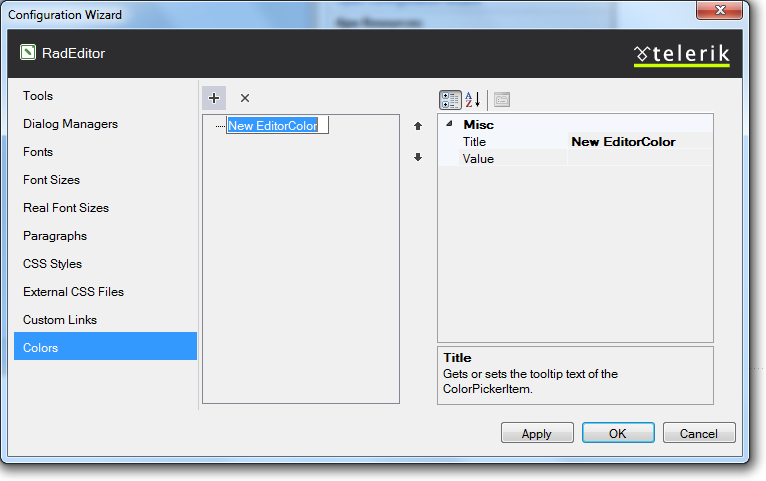 Configuration Wizard
RadEditor
telerik
Tools
Dialog Managers
Fonts
Font Sizes
Real Font Sizes
Paragraphs
CSS Styles
External CSS Files
Custom Links
Colors
New EditorColor
Misc
Title New EditorColor
Value
Title
Gets or sets the tooltip text of the
ColorPickerItem.
Apply OK Cancel